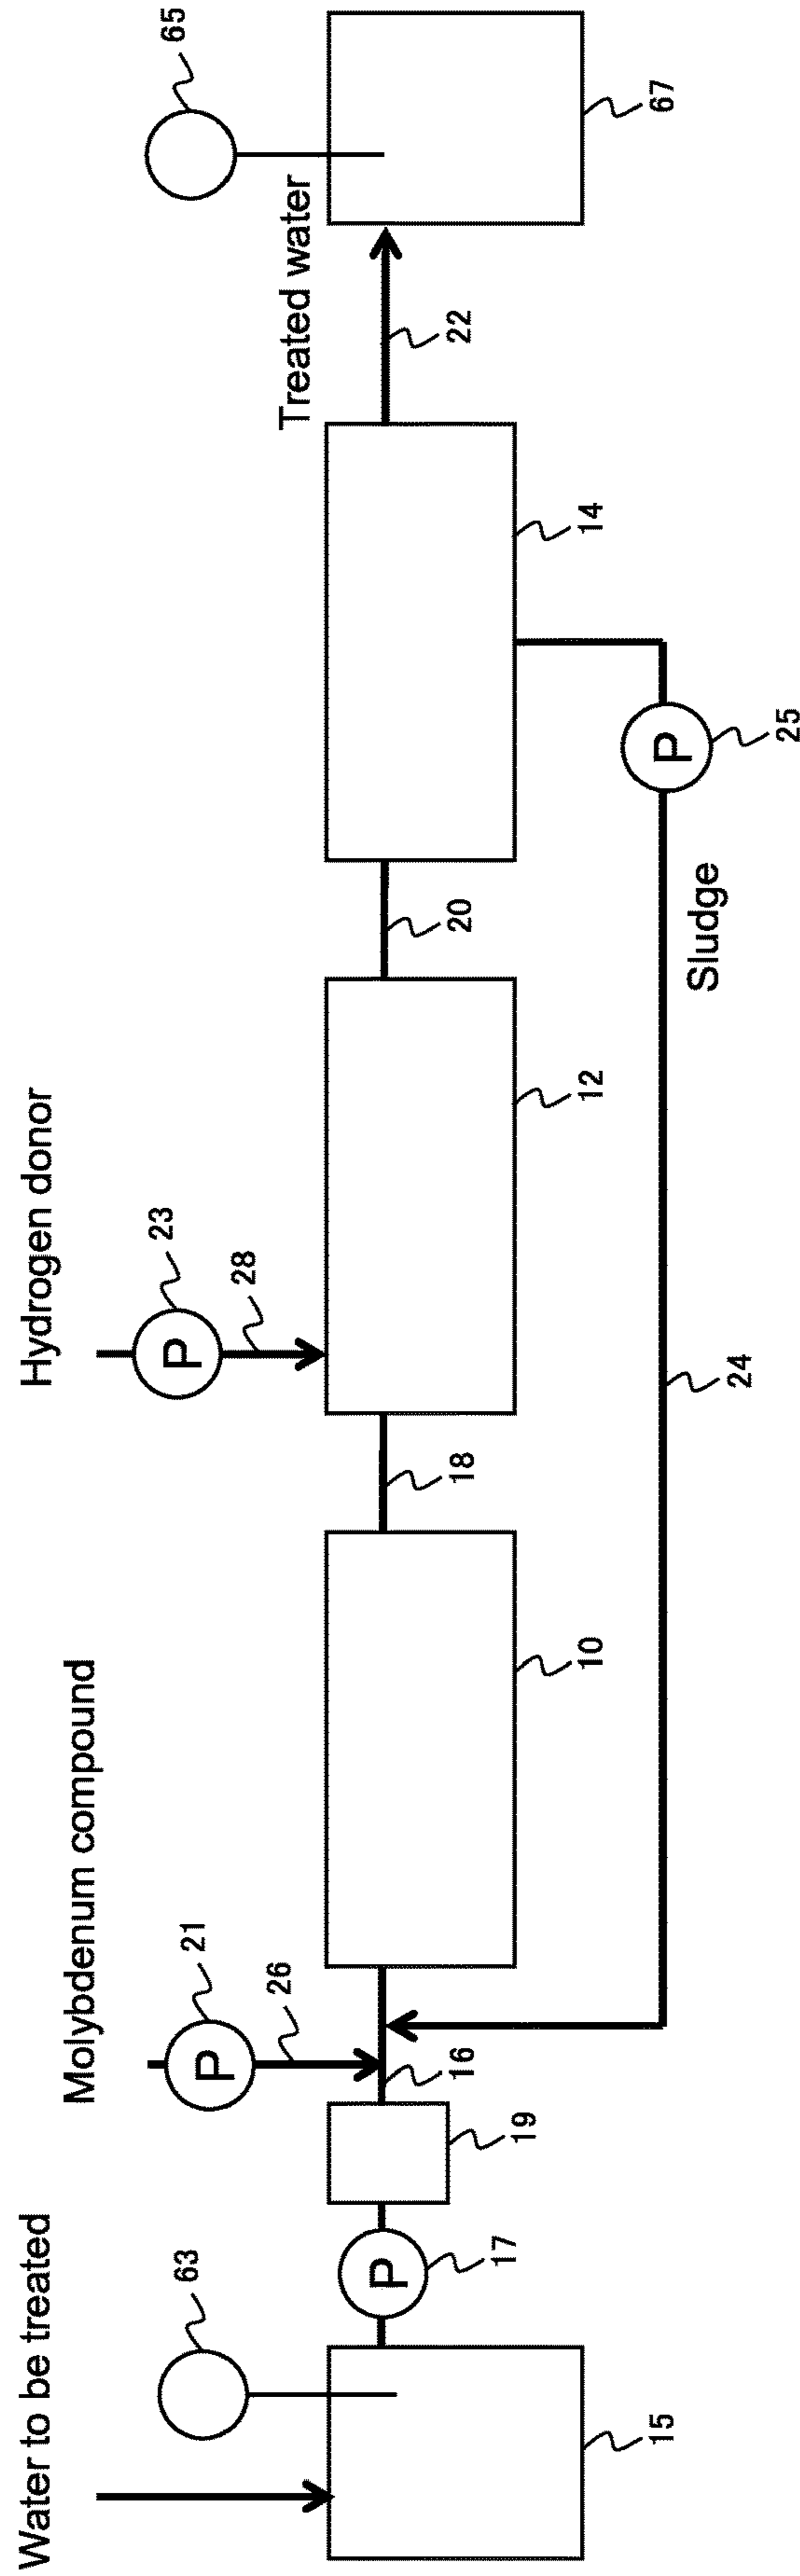 Water to be treated
63
15
P
17
19
16
Molybdenum compound
P
21
26
10
18
Hydrogen donor
P
23
28
12
20
14
Treated water
22
65
67
P
25
Sludge
24